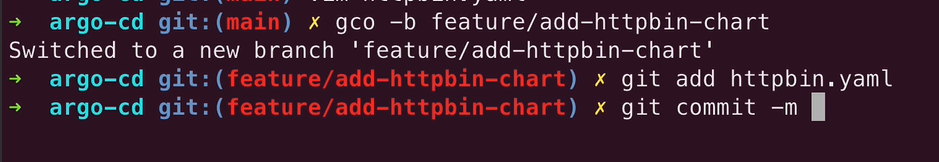 ➜ argo-cd git:(main) ✗ gco -b feature/add-httpbin-chart
Switched to a new branch 'feature/add-httpbin-chart'
➜ argo-cd git:(feature/add-httpbin-chart) ✗ git add httpbin.yaml
➜ argo-cd git:(feature/add-httpbin-chart) ✗ git commit -m